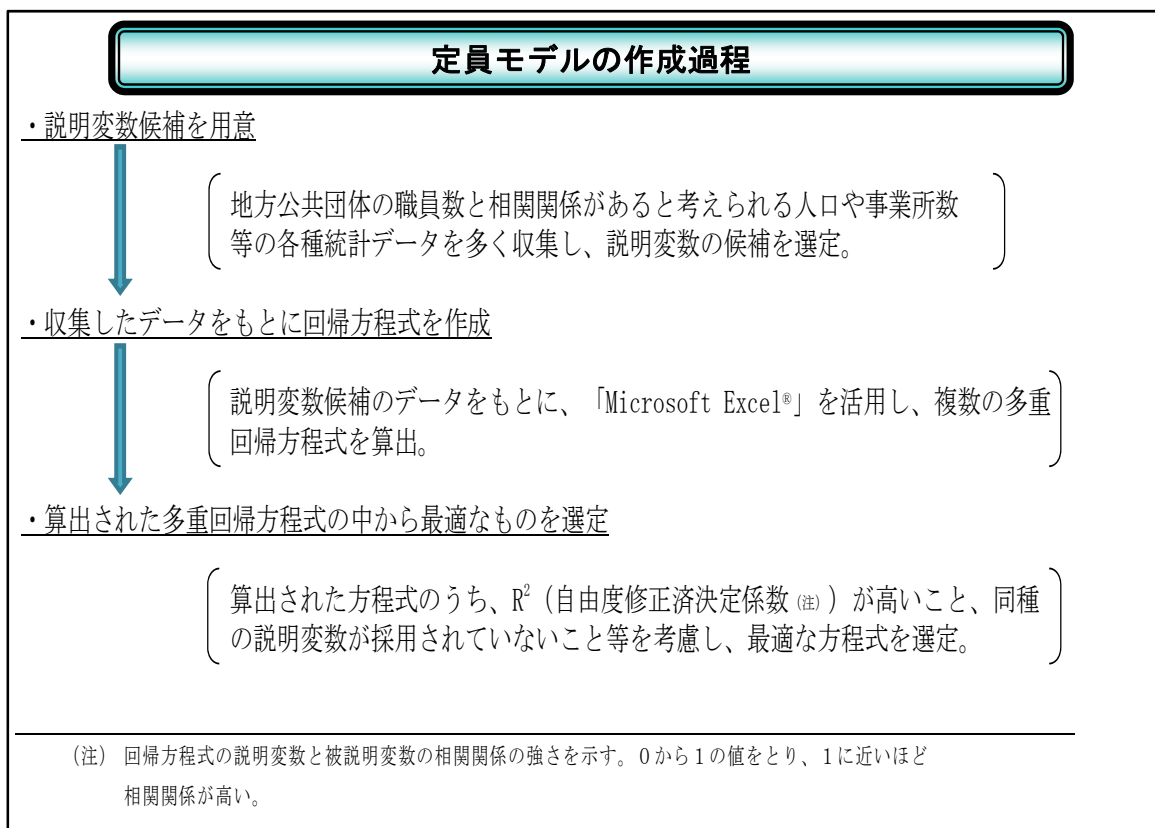 定員モデルの作成過程
・説明変数候補を用意
地方公共団体の職員数と相関関係があると考えられる人口や事業所数
等の各種統計データを多く収集し、説明変数の候補を選定。
・収集したデータをもとに回帰方程式を作成
説明変数候補のデータをもとに、「Microsoft Excel®」を活用し、複数の多重
回帰方程式を算出。
・算出された多重回帰方程式の中から最適なものを選定
算出された方程式のうち、R²（自由度修正済決定係数(注)）が高いこと、同種
の説明変数が採用されていないこと等を考慮し、最適な方程式を選定。
(注) 回帰方程式の説明変数と被説明変数の相関関係の強さを示す。０から１の値をとり、１に近いほど
相関関係が高い。